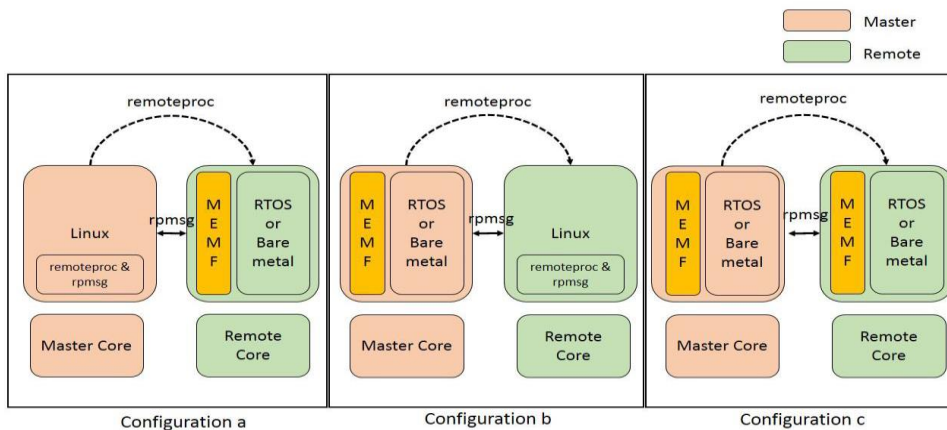 Master
Remote
remoteproc
Linux
remoteproc &
rpmsg
rpmsg
M
E
M
F
RTOS
or
Bare
metal
Master Core
Remote
Core
Configuration a
remoteproc
M
E
M
F
RTOS
or
Bare
metal
rpmsg
Linux
remoteproc &
rpmsg
Master Core
Remote
Core
Configuration b
remoteproc
M
E
M
F
RTOS
or
Bare
metal
rpmsg
M
E
M
F
RTOS
or
Bare
metal
Master Core
Remote
Core
Configuration c